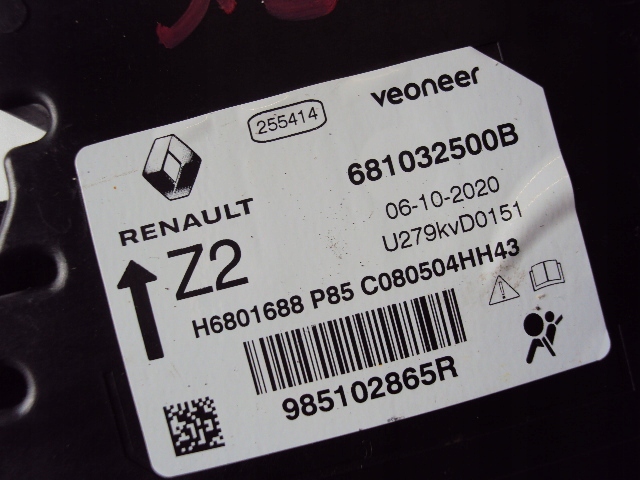 veoneer
255414
681032500B
RENAULT
06-10-2020
U279kvD0151
Z2
H6801688 P85 C080504HH43
985102865R